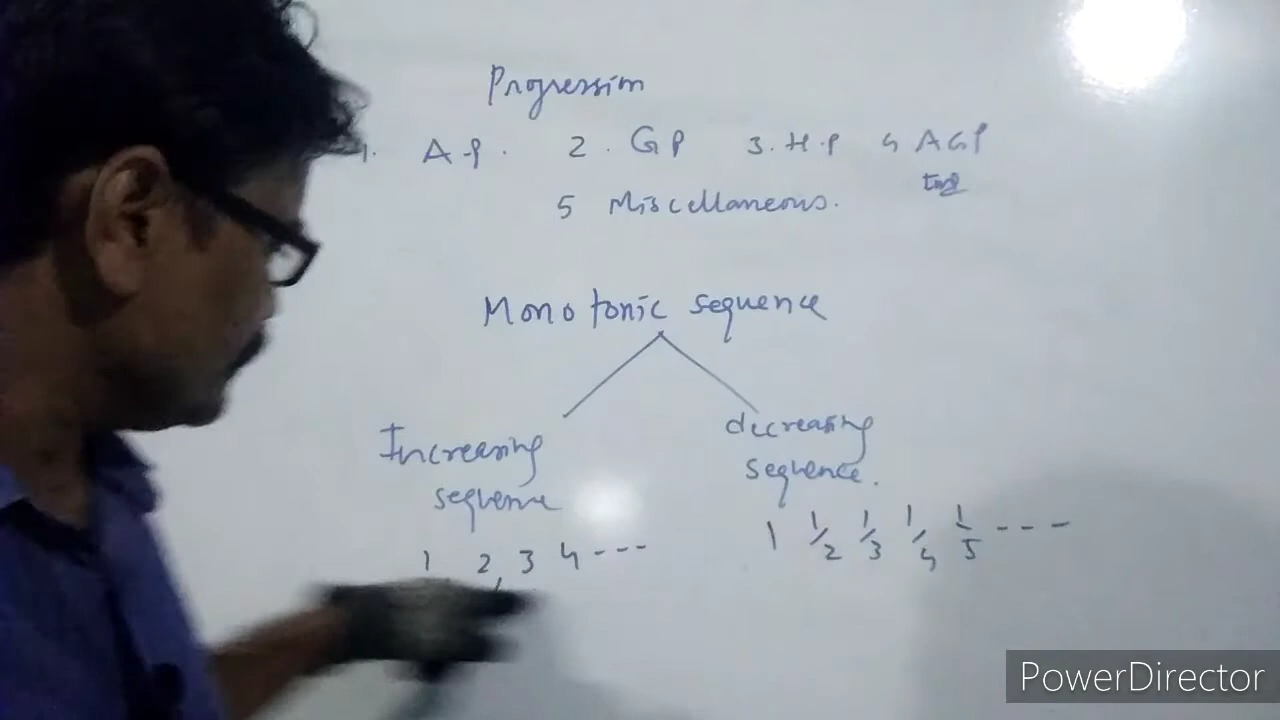 Progression
1. A.P. 2. GP 3. H.P 4 AGP
5 Miscellaneous.
Monotonic sequence
Increasing sequence
decreasing sequence.
1 2, 3 4 ---
1 1/2 1/3 1/4 1/5 ---
PowerDirector